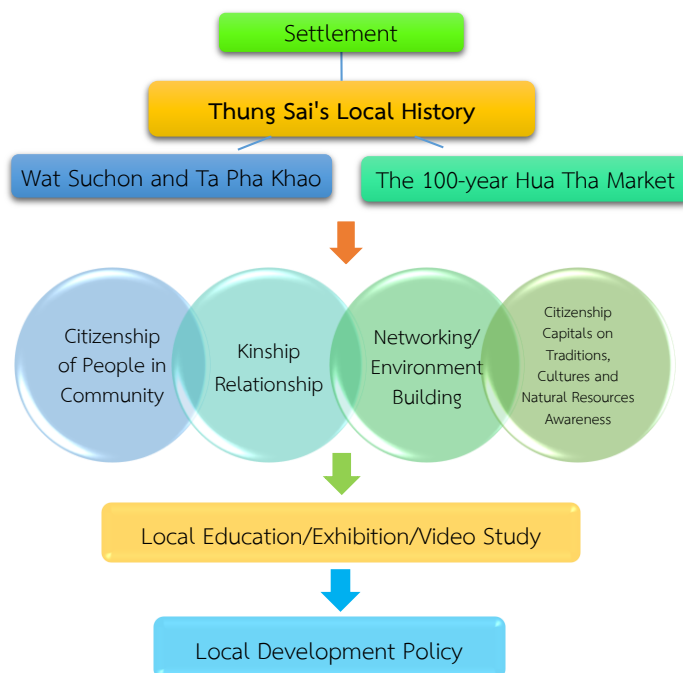 Settlement
Thung Sai's Local History
Wat Suchon and Ta Pha Khao
The 100-year Hua Tha Market
Citizenship
of People in
Community
Kinship
Relationship
Networking/
Environment
Building
Citizenship
Capitals on
Traditions,
Cultures and
Natural Resources
Awareness
Local Education/Exhibition/Video Study
Local Development Policy